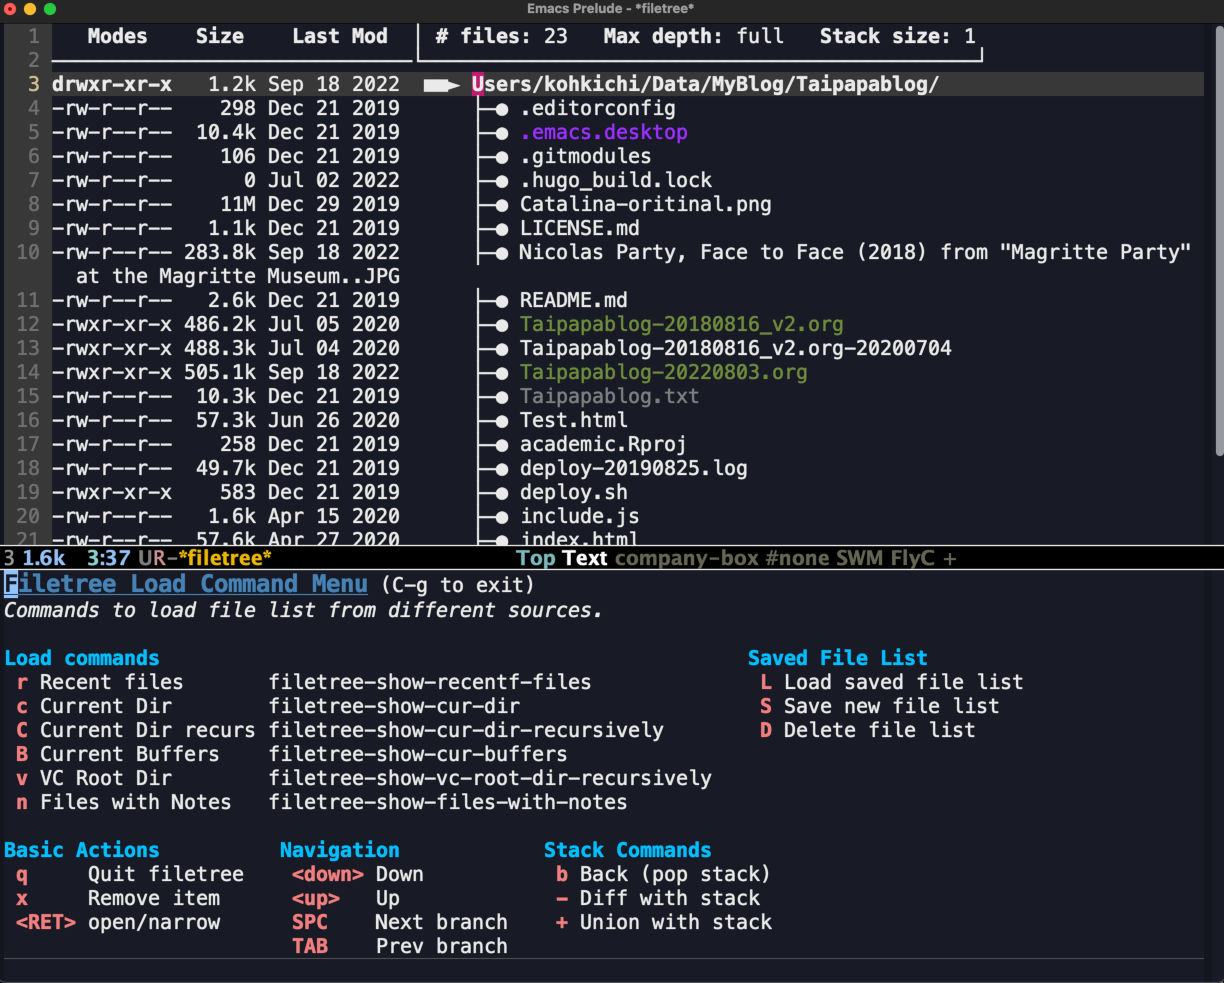 Emacs Prelude - *filetree*
1 Modes Size Last Mod # files: 23 Max depth: full Stack size: 1
2
3 drwxr-xr-x 1.2k Sep 18 2022 Users/kohkichi/Data/MyBlog/Taipapablog/
4 -rw-r--r-- 298 Dec 21 2019 .editorconfig
5 -rw-r--r-- 10.4k Dec 21 2019 .emacs.desktop
6 -rw-r--r-- 106 Dec 21 2019 .gitmodules
7 -rw-r--r-- 0 Jul 02 2022 .hugo_build.lock
8 -rw-r--r-- 11M Dec 29 2019 Catalina-oritinal.png
9 -rw-r--r-- 1.1k Dec 21 2019 LICENSE.md
10 -rw-r--r-- 283.8k Sep 18 2022 Nicolas Party, Face to Face (2018) from "Magritte Party"
at the Magritte Museum..JPG
11 -rw-r--r-- 2.6k Dec 21 2019 README.md
12 -rwxr-xr-x 486.2k Jul 05 2020 Taipapablog-20180816_v2.org
13 -rwxr-xr-x 488.3k Jul 04 2020 Taipapablog-20180816_v2.org-20200704
14 -rwxr-xr-x 505.1k Sep 18 2022 Taipapablog-20220803.org
15 -rw-r--r-- 10.3k Dec 21 2019 Taipapablog.txt
16 -rw-r--r-- 57.3k Jun 26 2020 Test.html
17 -rw-r--r-- 258 Dec 21 2019 academic.Rproj
18 -rw-r--r-- 49.7k Dec 21 2019 deploy-20190825.log
19 -rwxr-xr-x 583 Dec 21 2019 deploy.sh
20 -rw-r--r-- 1.6k Apr 15 2020 include.js
21 -rw-r--r-- 57.6k Apr 27 2020 index.html
3 1.6k 3:37 UR-*filetree* Top Text company-box #none SWM FlyC +
Filetree Load Command Menu (C-g to exit)
Commands to load file list from different sources.
Load commands Saved File List
r Recent files filetree-show-recentf-files L Load saved file list
c Current Dir filetree-show-cur-dir S Save new file list
C Current Dir recurs filetree-show-cur-dir-recursively D Delete file list
B Current Buffers filetree-show-cur-buffers
v VC Root Dir filetree-show-vc-root-dir-recursively
n Files with Notes filetree-show-files-with-notes
Basic Actions Navigation Stack Commands
q Quit filetree <down> Down b Back (pop stack)
x Remove item <up> Up - Diff with stack
<RET> open/narrow SPC Next branch + Union with stack
TAB Prev branch